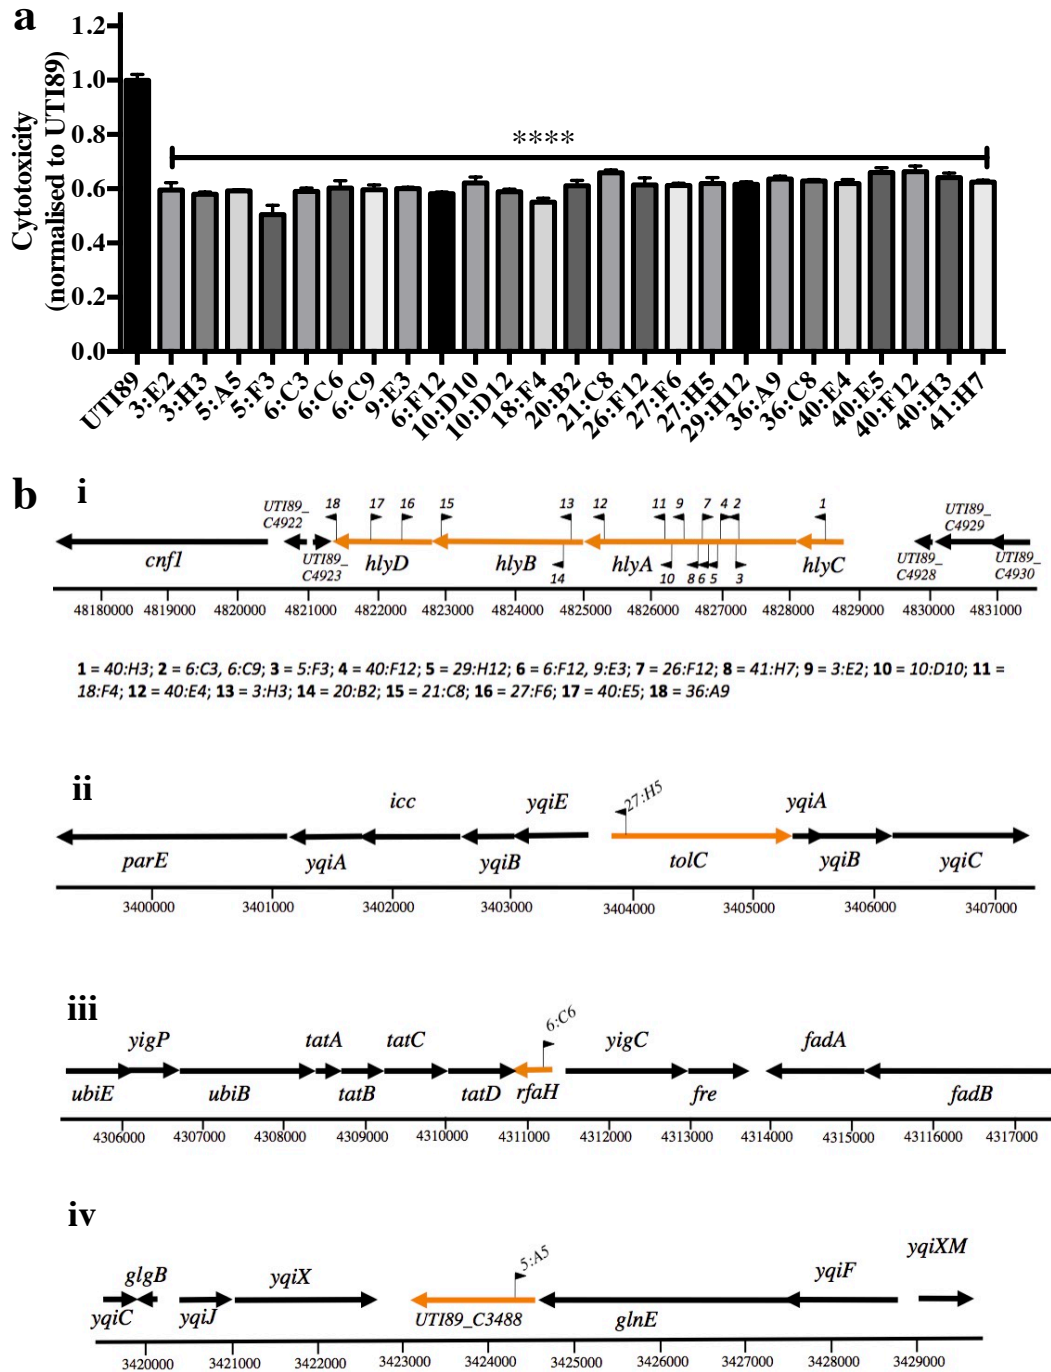 a
Cytotoxicity
(normalised to UTI89)
1.2
1.0
0.8
0.6
0.4
0.2
0.0
****
UTI89 3:E2 3:H3 5:A5 5:F3 6:C3 6:C6 6:C9 9:E3 6:F12 10:D10 10:D12 18:F4 20:B2 21:C8 26:F12 27:F6 27:H5 29:H12 36:A9 36:C8 40:E4 40:E5 40:F12 40:H3 41:H7
b
i
UTI89_ C4922
18 17 16 15 13 12 11 9 7 4 2 1
UTI89_ C4929
cnf1
UTI89_ C4923
hlyD hlyB hlyA hlyC
UTI89_ C4928
UTI89_ C4930
14 10 8 6 5 3
4818000 4819000 4820000 4821000 4822000 4823000 4824000 4825000 4826000 4827000 4828000 4829000 4830000 4831000
1 = 40:H3; 2 = 6:C3, 6:C9; 3 = 5:F3; 4 = 40:F12; 5 = 29:H12; 6 = 6:F12, 9:E3; 7 = 26:F12; 8 = 41:H7; 9 = 3:E2; 10 = 10:D10; 11 =
18:F4; 12 = 40:E4; 13 = 3:H3; 14 = 20:B2; 15 = 21:C8; 16 = 27:F6; 17 = 40:E5; 18 = 36:A9
ii
icc yqiE 27:H5 yqiA
parE yqiA yqiB tolC yqiB yqiC
3400000 3401000 3402000 3403000 3404000 3405000 3406000 3407000
iii
yigP tatA tatC 6:C6 yigC fadA
ubiE ubiB tatB tatD rfaH fre fadB
4306000 4307000 4308000 4309000 4310000 4311000 4312000 4313000 4314000 4315000 43116000 4317000
iv
glgB yqiX 5:A5 yqiF yqiXM
yqiC yqiJ UTI89_C3488 glnE
3420000 3421000 3422000 3423000 3424000 3425000 3426000 3427000 3428000 3429000